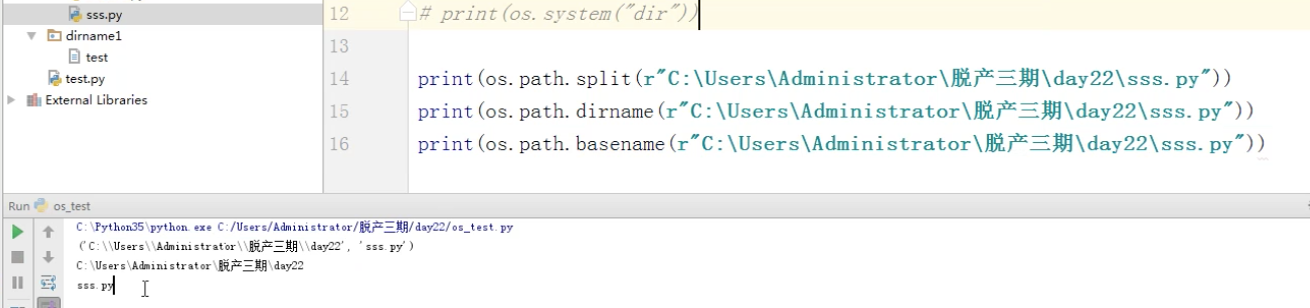 sss.py
dirname1
test
test.py
External Libraries
12 # print(os.system("dir"))
13
14 print(os.path.split(r"C:\Users\Administrator\脱产三期\day22\sss.py"))
15 print(os.path.dirname(r"C:\Users\Administrator\脱产三期\day22\sss.py"))
16 print(os.path.basename(r"C:\Users\Administrator\脱产三期\day22\sss.py"))
Run os_test
C:\Python35\python.exe C:/Users/Administrator/脱产三期/day22/os_test.py
('C:\\Users\\Administrator\\脱产三期\\day22', 'sss.py')
C:\Users\Administrator\脱产三期\day22
sss.py